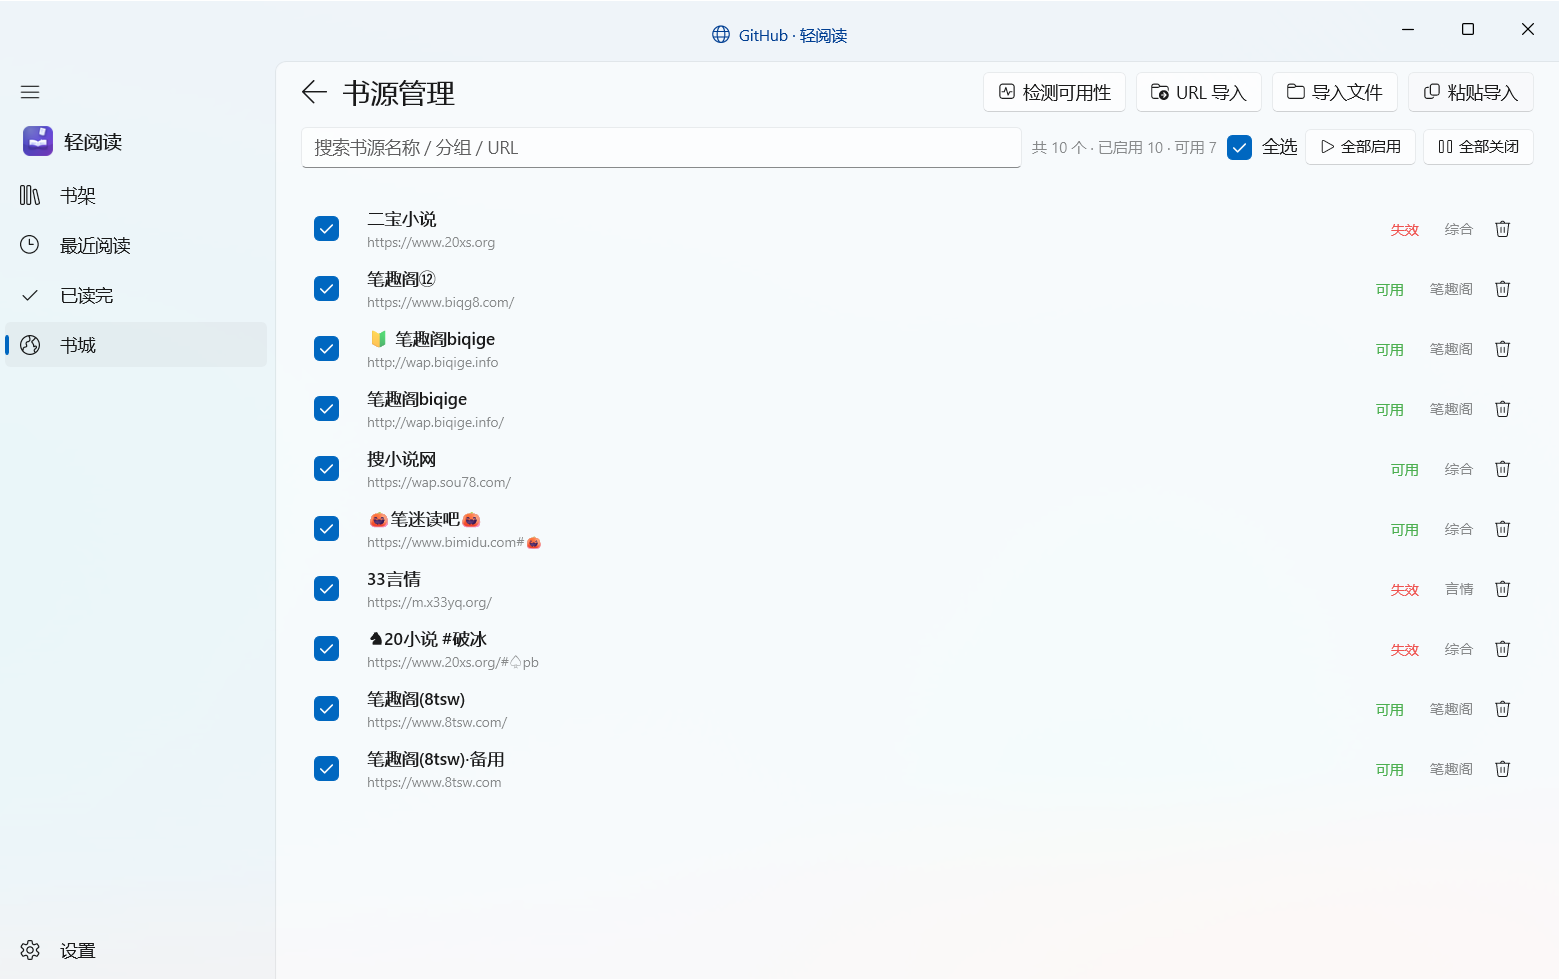 GitHub · 轻阅读
轻阅读
书架
最近阅读
已读完
书城
设置
书源管理
检测可用性
URL 导入
导入文件
粘贴导入
搜索书源名称 / 分组 / URL
共 10 个 · 已启用 10 · 可用 7
全选
全部启用
全部关闭
二宝小说
https://www.20xs.org
失效 综合
笔趣阁⑫
https://www.biqg8.com/
可用 笔趣阁
🔰 笔趣阁biqige
http://wap.biqige.info
可用 笔趣阁
笔趣阁biqige
http://wap.biqige.info/
可用 笔趣阁
搜小说网
https://wap.sou78.com/
可用 综合
🍅笔迷读吧🍅
https://www.bimidu.com#🍅
可用 综合
33言情
https://m.x33yq.org/
失效 言情
♞20小说 #破冰
https://www.20xs.org/#♤pb
失效 综合
笔趣阁(8tsw)
https://www.8tsw.com/
可用 笔趣阁
笔趣阁(8tsw)·备用
https://www.8tsw.com
可用 笔趣阁